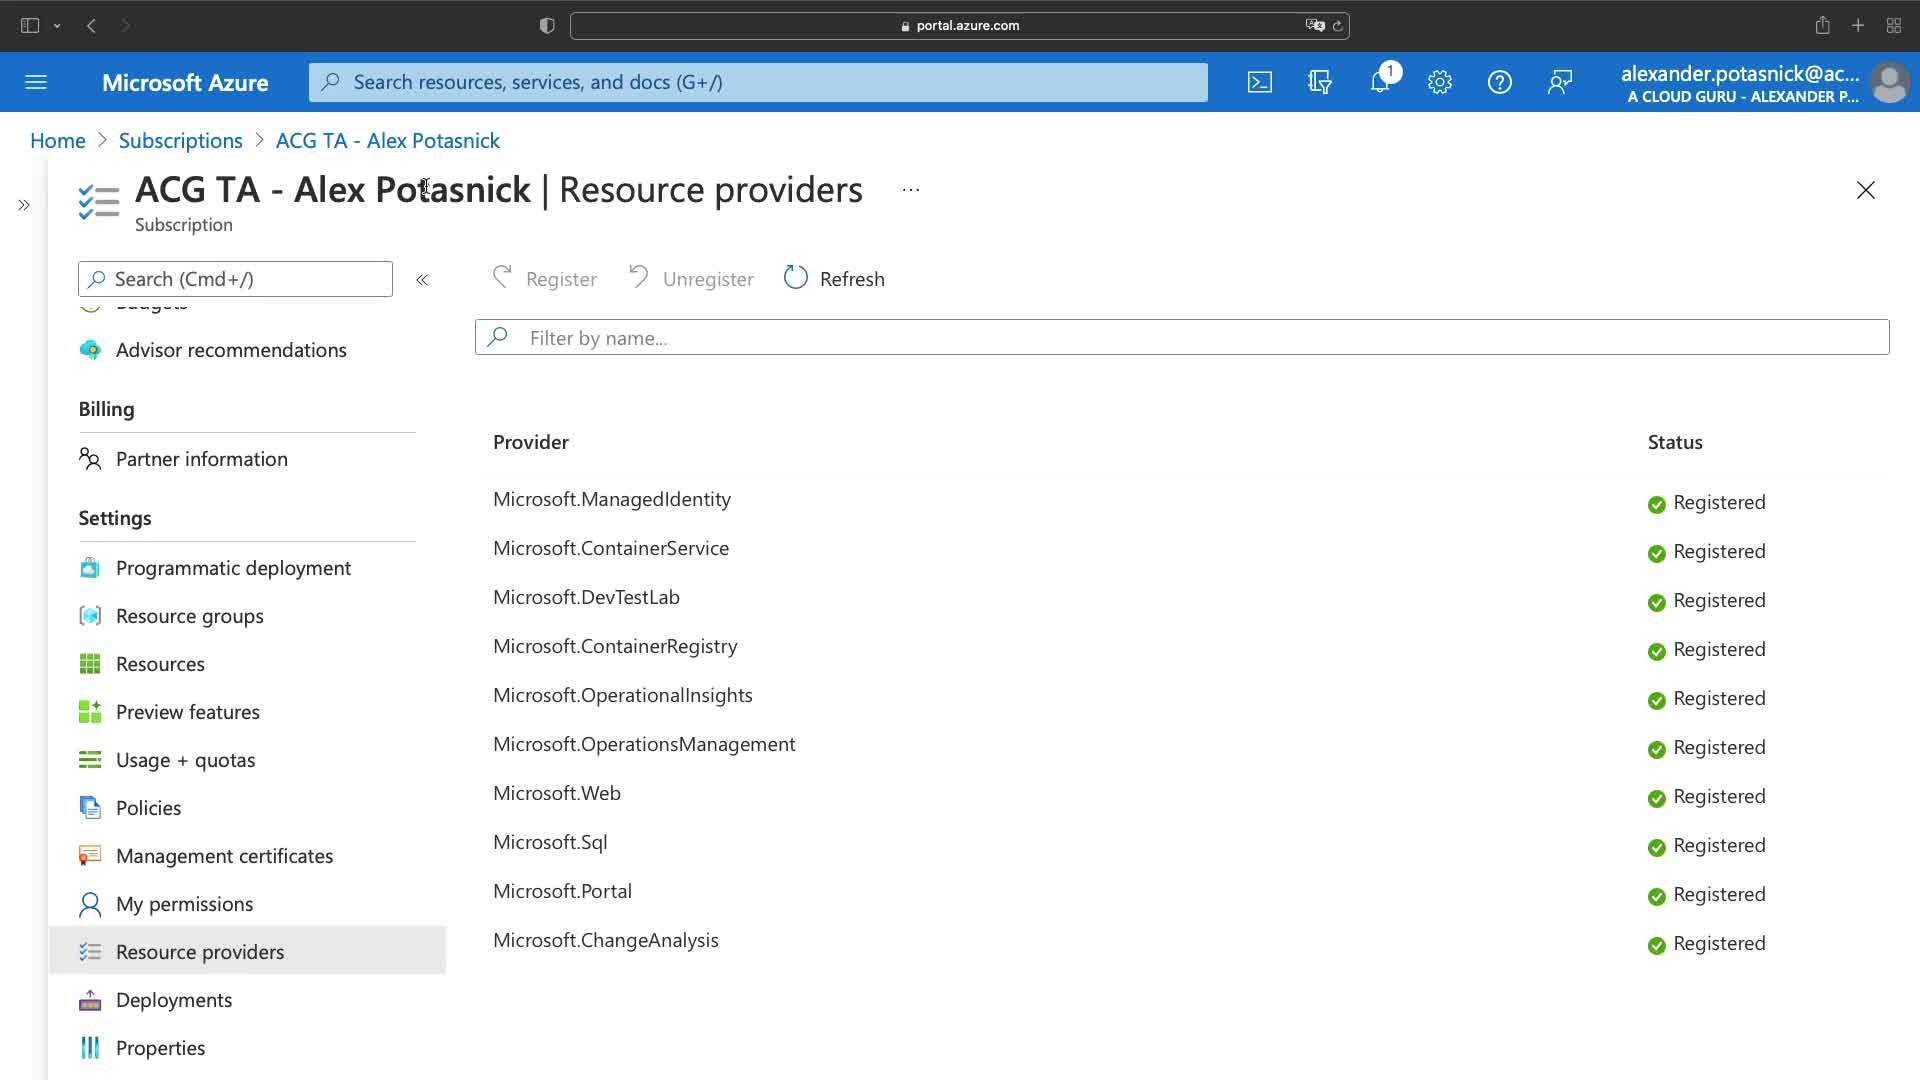 portal.azure.com
Microsoft Azure
Search resources, services, and docs (G+/)
1
alexander.potasnick@ac...
A CLOUD GURU - ALEXANDER P...
Home > Subscriptions > ACG TA - Alex Potasnick
ACG TA - Alex Potasnick | Resource providers ...
Subscription
Search (Cmd+/)
Register
Unregister
Refresh
Budgets
Filter by name...
Advisor recommendations
Billing
Partner information
Settings
Programmatic deployment
Resource groups
Resources
Preview features
Usage + quotas
Policies
Management certificates
My permissions
Resource providers
Deployments
Properties
Provider Status
Microsoft.ManagedIdentity Registered
Microsoft.ContainerService Registered
Microsoft.DevTestLab Registered
Microsoft.ContainerRegistry Registered
Microsoft.OperationalInsights Registered
Microsoft.OperationsManagement Registered
Microsoft.Web Registered
Microsoft.Sql Registered
Microsoft.Portal Registered
Microsoft.ChangeAnalysis Registered